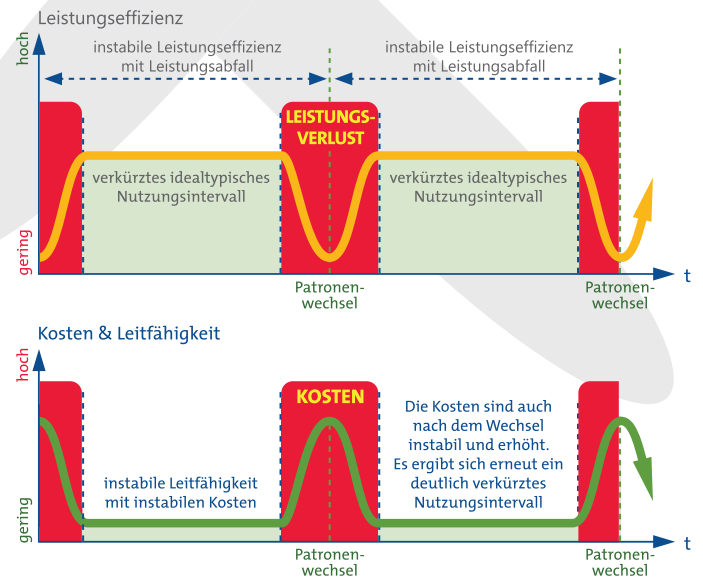 Leistungseffizienz
hoch
instabile Leistungseffizienz
mit Leistungsabfall
instabile Leistungseffizienz
mit Leistungsabfall
LEISTUNGS-
VERLUST
verkürztes idealtypisches
Nutzungsintervall
verkürztes idealtypisches
Nutzungsintervall
gering
t
Patronen-
wechsel
Patronen-
wechsel
Kosten & Leitfähigkeit
hoch
KOSTEN
Die Kosten sind auch
nach dem Wechsel
instabil und erhöht.
Es ergibt sich erneut ein
deutlich verkürztes
Nutzungsintervall
instabile Leitfähigkeit
mit instabilen Kosten
gering
t
Patronen-
wechsel
Patronen-
wechsel